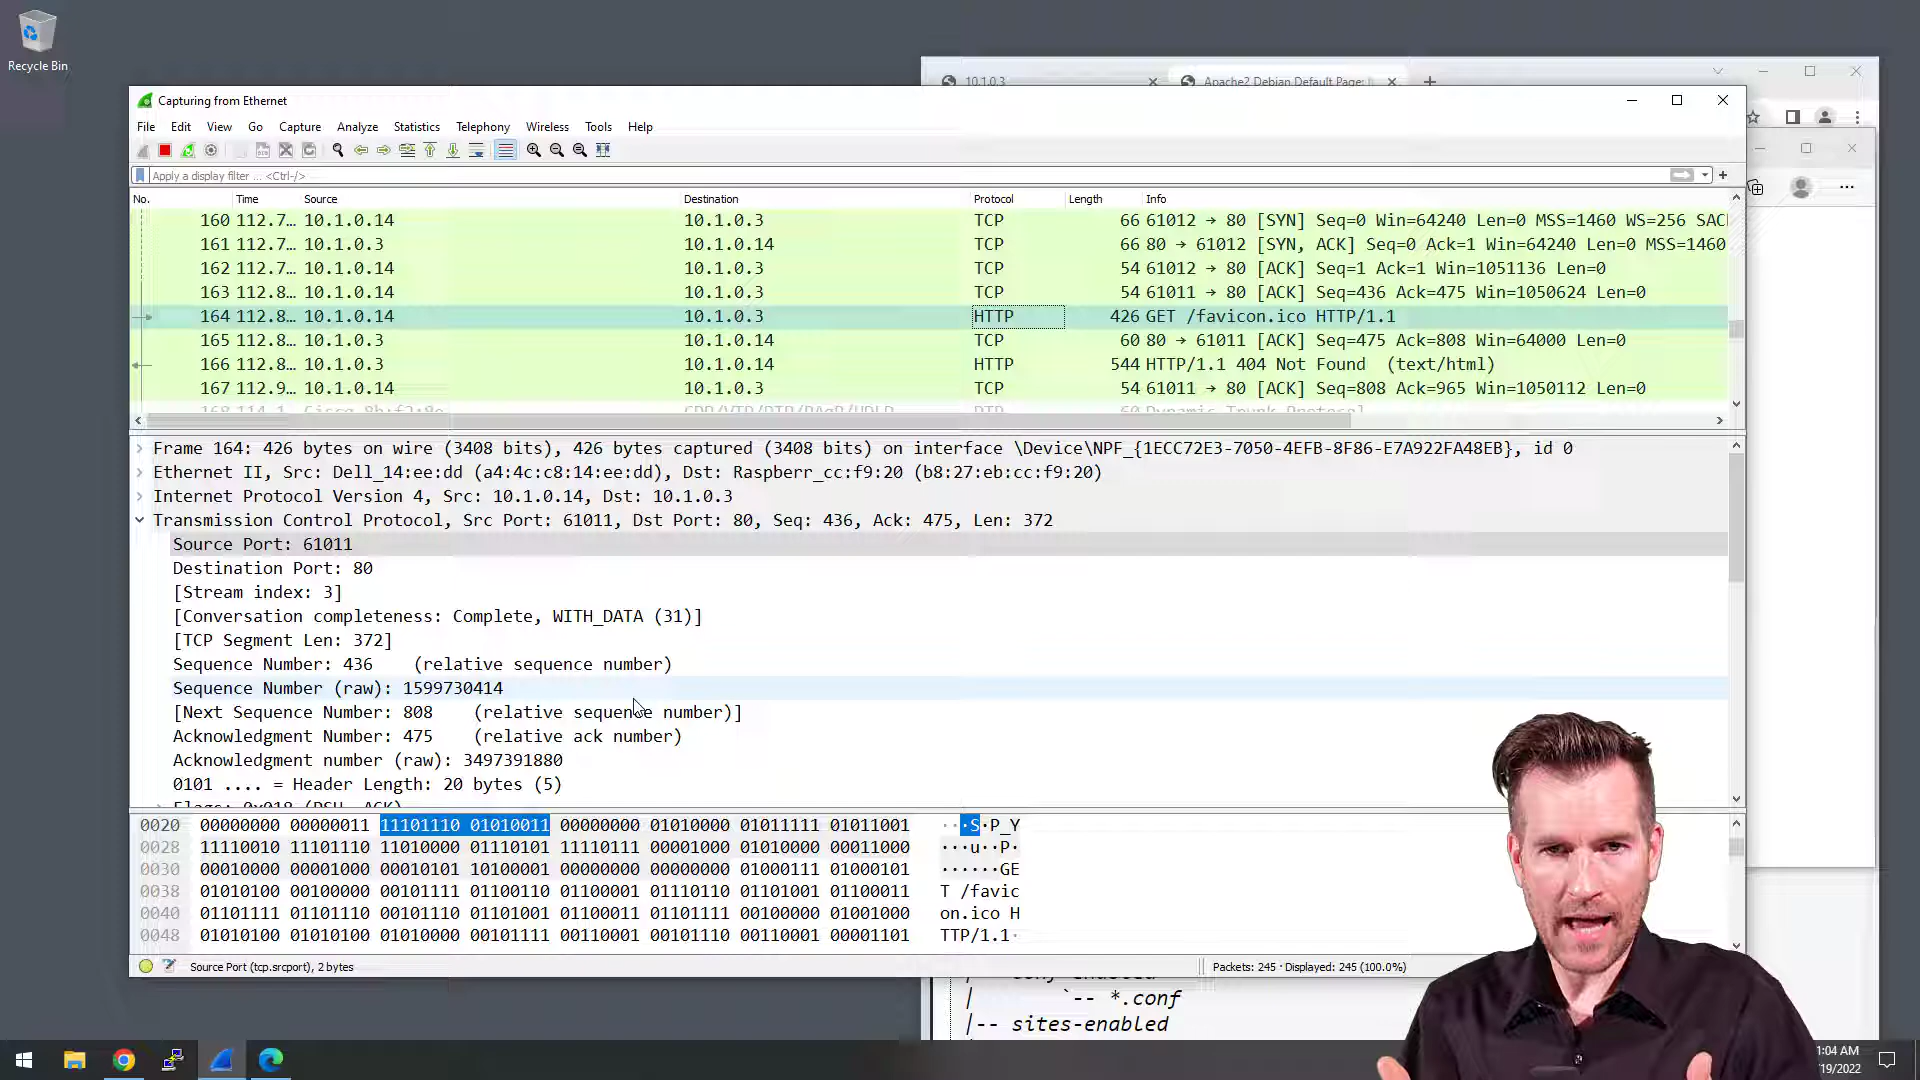 Recycle Bin
10.1.0.3
Apache2 Debian Default Page:
Capturing from Ethernet
File Edit View Go Capture Analyze Statistics Telephony Wireless Tools Help
Apply a display filter ... <Ctrl-/>
No. Time Source Destination Protocol Length Info
160 112.7… 10.1.0.14 10.1.0.3 TCP 66 61012 → 80 [SYN] Seq=0 Win=64240 Len=0 MSS=1460 WS=256 SAC
161 112.7… 10.1.0.3 10.1.0.14 TCP 66 80 → 61012 [SYN, ACK] Seq=0 Ack=1 Win=64240 Len=0 MSS=1460
162 112.7… 10.1.0.14 10.1.0.3 TCP 54 61012 → 80 [ACK] Seq=1 Ack=1 Win=1051136 Len=0
163 112.8… 10.1.0.14 10.1.0.3 TCP 54 61011 → 80 [ACK] Seq=436 Ack=475 Win=1050624 Len=0
164 112.8… 10.1.0.14 10.1.0.3 HTTP 426 GET /favicon.ico HTTP/1.1
165 112.8… 10.1.0.3 10.1.0.14 TCP 60 80 → 61011 [ACK] Seq=475 Ack=808 Win=64000 Len=0
166 112.8… 10.1.0.3 10.1.0.14 HTTP 544 HTTP/1.1 404 Not Found (text/html)
167 112.9… 10.1.0.14 10.1.0.3 TCP 54 61011 → 80 [ACK] Seq=808 Ack=965 Win=1050112 Len=0
Frame 164: 426 bytes on wire (3408 bits), 426 bytes captured (3408 bits) on interface \Device\NPF_{1ECC72E3-7050-4EFB-8F86-E7A922FA48EB}, id 0
Ethernet II, Src: Dell_14:ee:dd (a4:4c:c8:14:ee:dd), Dst: Raspberr_cc:f9:20 (b8:27:eb:cc:f9:20)
Internet Protocol Version 4, Src: 10.1.0.14, Dst: 10.1.0.3
Transmission Control Protocol, Src Port: 61011, Dst Port: 80, Seq: 436, Ack: 475, Len: 372
Source Port: 61011
Destination Port: 80
[Stream index: 3]
[Conversation completeness: Complete, WITH_DATA (31)]
[TCP Segment Len: 372]
Sequence Number: 436 (relative sequence number)
Sequence Number (raw): 1599730414
[Next Sequence Number: 808 (relative sequence number)]
Acknowledgment Number: 475 (relative ack number)
Acknowledgment number (raw): 3497391880
0101 .... = Header Length: 20 bytes (5)
Flags: 0x018 (PSH, ACK)
0020 00000000 00000011 11101110 01010011 00000000 01010000 01011111 01011001 ···S·P_Y
0028 11110010 11101110 11010000 01110101 11110111 00001000 01010000 00011000 ···u··P·
0030 00010000 00001000 00010101 10100001 00000000 00000000 01000111 01000101 ······GE
0038 01010100 00100000 00101111 01100110 01100001 01110110 01101001 01100011 T /favic
0040 01101111 01101110 00101110 01101001 01100011 01101111 00100000 01001000 on.ico H
0048 01010100 01010100 01010000 00101111 00110001 00101110 00110001 00001101 TTP/1.1·
Source Port (tcp.srcport), 2 bytes
Packets: 245 · Displayed: 245 (100.0%)
| `-- *.conf
|-- sites-enabled
1:04 AM
/19/2022